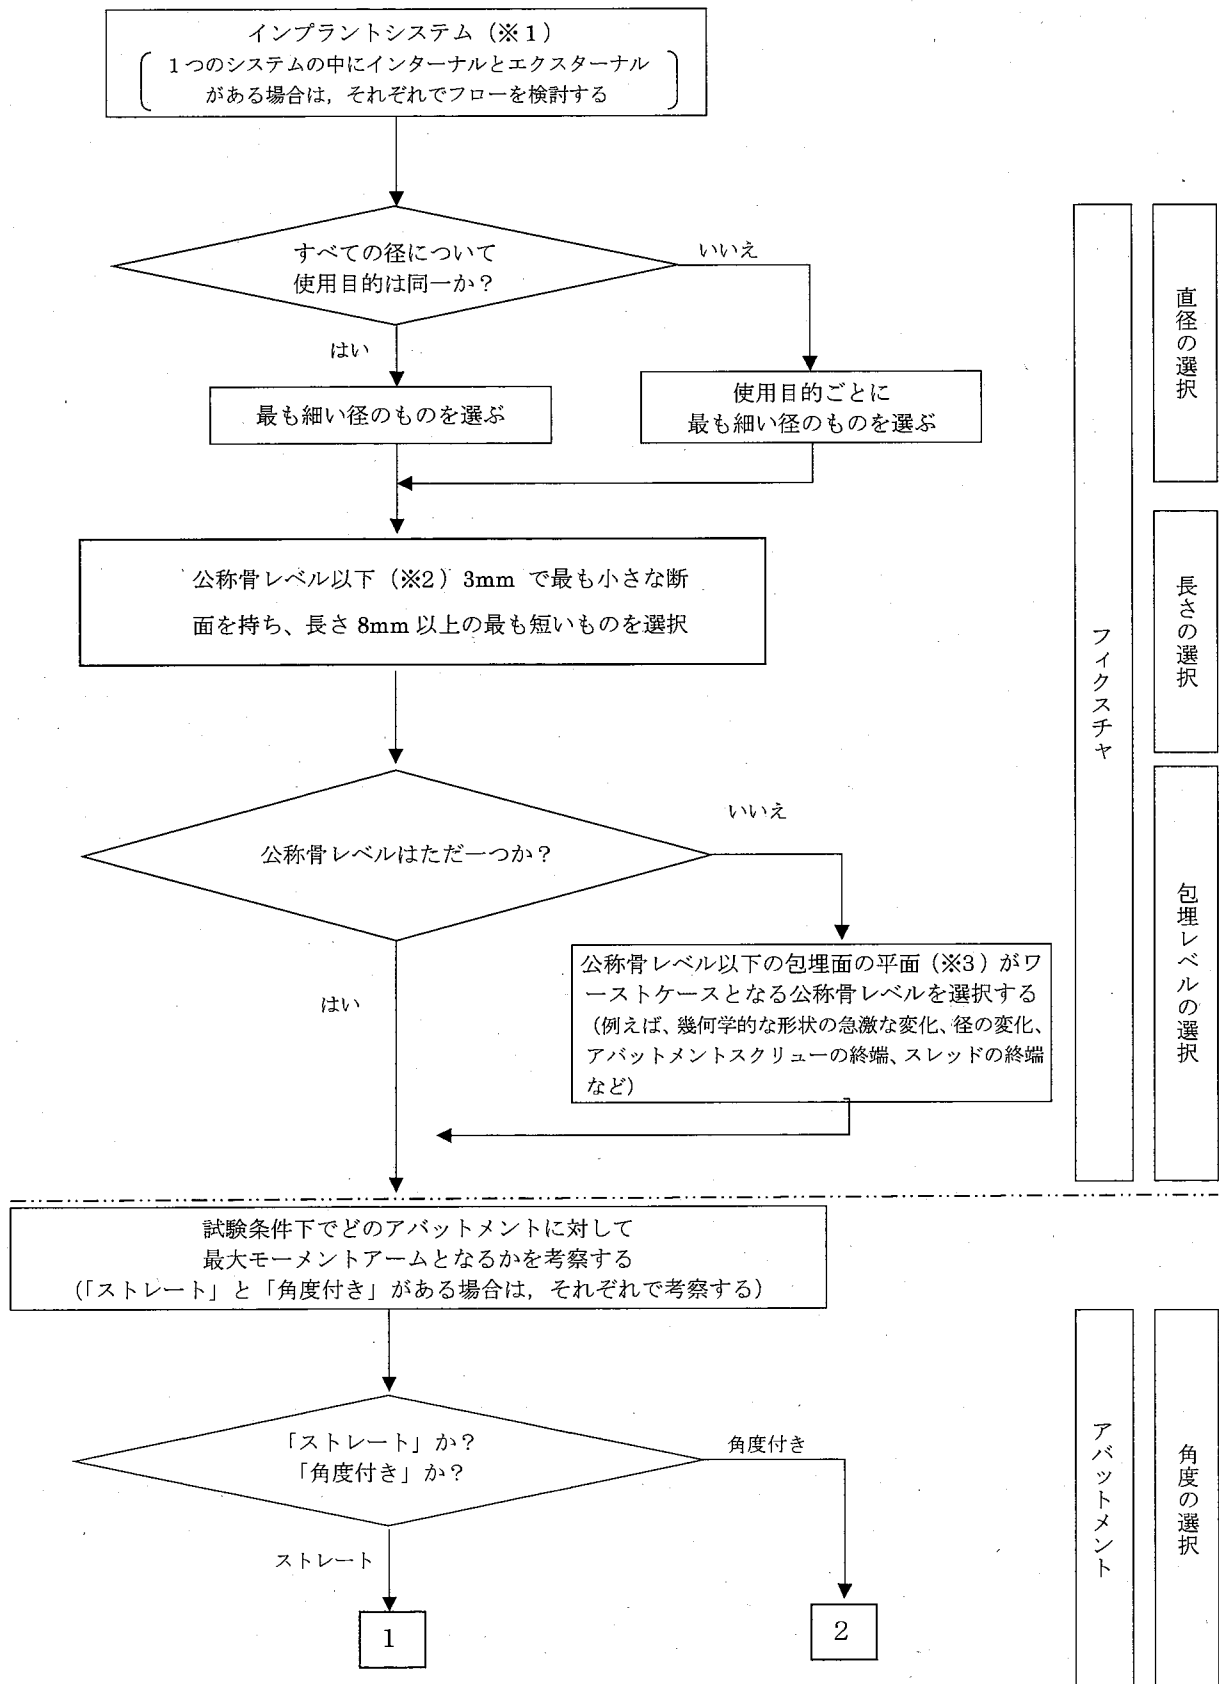 インプラントシステム（※１）
１つのシステムの中にインターナルとエクスターナル
がある場合は，それぞれでフローを検討する
すべての径について
使用目的は同一か？
いいえ
はい
最も細い径のものを選ぶ
使用目的ごとに
最も細い径のものを選ぶ
公称骨レベル以下（※2）3mm で最も小さな断
面を持ち、長さ 8mm 以上の最も短いものを選択
公称骨レベルはただ一つか？
いいえ
はい
公称骨レベル以下の包埋面の平面（※3）がワ
ーストケースとなる公称骨レベルを選択する
（例えば、幾何学的な形状の急激な変化、径の変化、
アバットメントスクリューの終端、スレッドの終端
など）
フィクスチャ
直径の選択
長さの選択
包埋レベルの選択
試験条件下でどのアバットメントに対して
最大モーメントアームとなるかを考察する
（「ストレート」と「角度付き」がある場合は，それぞれで考察する）
「ストレート」か？
「角度付き」か？
角度付き
ストレート
1
2
アバットメント
角度の選択